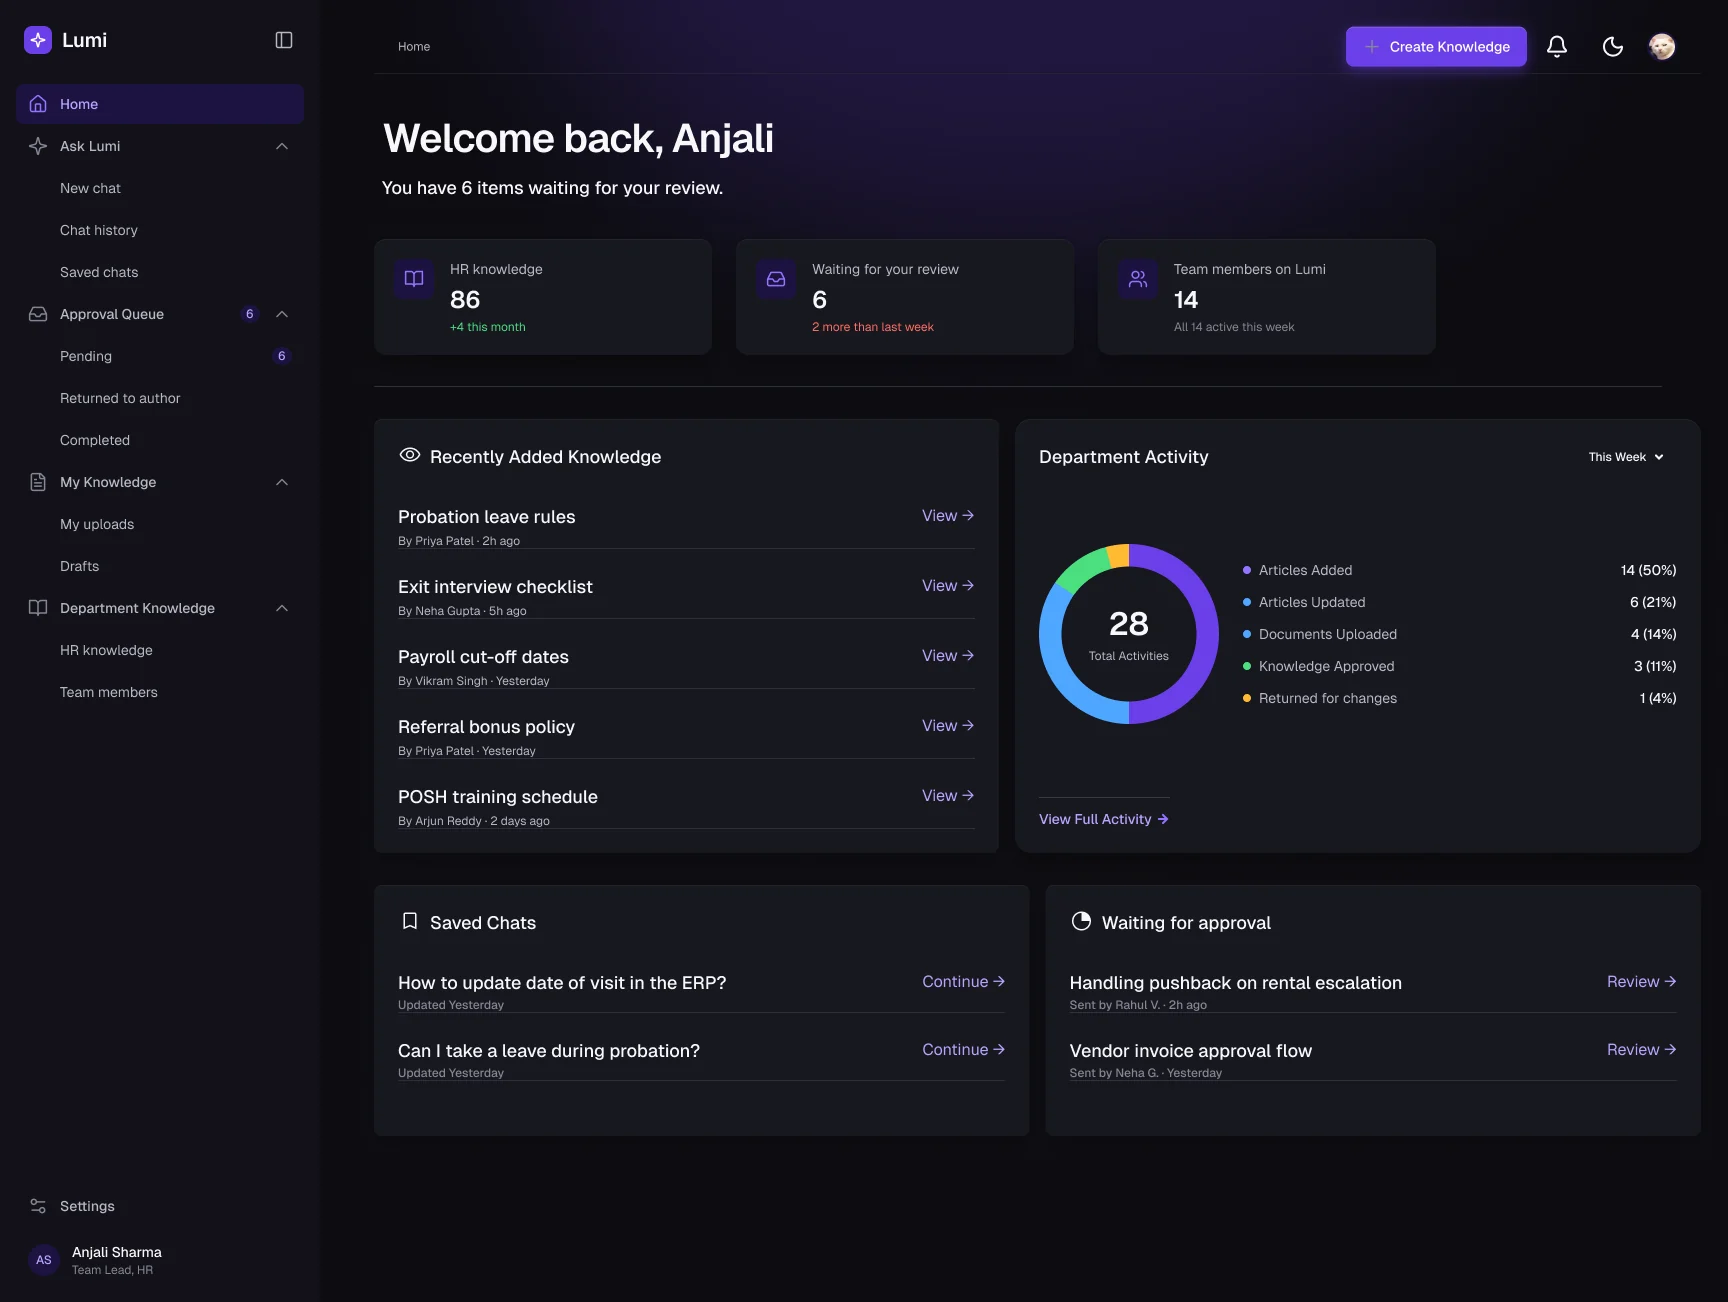 Lumi
Home
Ask Lumi
New chat
Chat history
Saved chats
Approval Queue 6
Pending 6
Returned to author
Completed
My Knowledge
My uploads
Drafts
Department Knowledge
HR knowledge
Team members
Settings
AS
Anjali Sharma
Team Lead, HR
Home
Create Knowledge
Welcome back, Anjali
You have 6 items waiting for your review.
HR knowledge
86
+4 this month
Waiting for your review
6
2 more than last week
Team members on Lumi
14
All 14 active this week
Recently Added Knowledge
Probation leave rules View →
By Priya Patel · 2h ago
Exit interview checklist View →
By Neha Gupta · 5h ago
Payroll cut-off dates View →
By Vikram Singh · Yesterday
Referral bonus policy View →
By Priya Patel · Yesterday
POSH training schedule View →
By Arjun Reddy · 2 days ago
Department Activity This Week
28
Total Activities
Articles Added 14 (50%)
Articles Updated 6 (21%)
Documents Uploaded 4 (14%)
Knowledge Approved 3 (11%)
Returned for changes 1 (4%)
View Full Activity →
Saved Chats
How to update date of visit in the ERP? Continue →
Updated Yesterday
Can I take a leave during probation? Continue →
Updated Yesterday
Waiting for approval
Handling pushback on rental escalation Review →
Sent by Rahul V. · 2h ago
Vendor invoice approval flow Review →
Sent by Neha G. · Yesterday